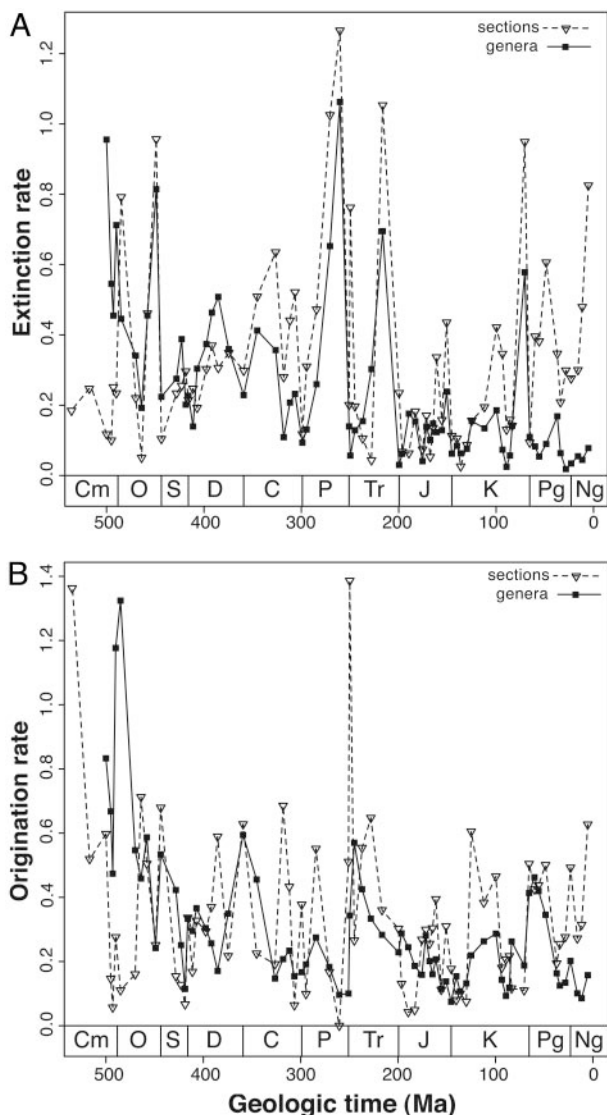 A
sections
genera
Extinction rate
1.2
1.0
0.8
0.6
0.4
0.2
0.0
Cm O S D C P Tr J K Pg Ng
500 400 300 200 100 0
B
sections
genera
Origination rate
1.4
1.2
1.0
0.8
0.6
0.4
0.2
0.0
Cm O S D C P Tr J K Pg Ng
500 400 300 200 100 0
Geologic time (Ma)